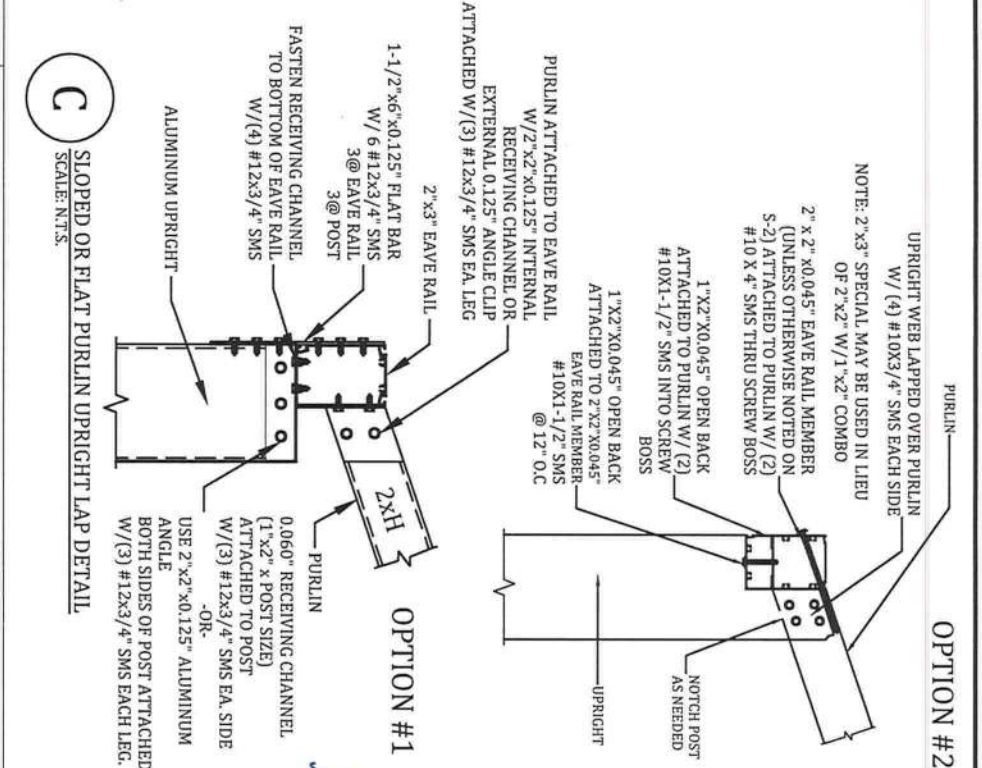 OPTION #2
PURLIN
UPRIGHT WEB LAPPED OVER PURLIN
W/ (4) #10X3/4" SMS EACH SIDE
NOTE: 2"x3" SPECIAL MAY BE USED IN LIEU
OF 2"x2" W/1"x2" COMBO
2" x 2" x0.045" EAVE RAIL MEMBER
(UNLESS OTHERWISE NOTED ON
S-2) ATTACHED TO PURLIN W/ (2)
#10 X 4" SMS THRU SCREW BOSS
1"X2"X0.045" OPEN BACK
ATTACHED TO PURLIN W/ (2)
#10X1-1/2" SMS INTO SCREW
BOSS
1"X2"X0.045" OPEN BACK
ATTACHED TO 2"X2"X0.045"
EAVE RAIL MEMBER
#10X1-1/2" SMS
@ 12" O.C
NOTCH POST
AS NEEDED
UPRIGHT
OPTION #1
PURLIN ATTACHED TO EAVE RAIL
W/2"x2"x0.125" INTERNAL
RECEIVING CHANNEL OR
EXTERNAL 0.125" ANGLE CLIP
ATTACHED W/(3) #12x3/4" SMS EA. LEG
2"x3" EAVE RAIL
1-1/2"x6"x0.125" FLAT BAR
W/ 6 #12x3/4" SMS
3@ EAVE RAIL
3@ POST
FASTEN RECEIVING CHANNEL
TO BOTTOM OF EAVE RAIL
W/(4) #12x3/4" SMS
ALUMINUM UPRIGHT
2xH
PURLIN
0.060" RECEIVING CHANNEL
(1"x2" x POST SIZE)
ATTACHED TO POST
W/(3) #12x3/4" SMS EA. SIDE
-OR-
USE 2"x2"x0.125" ALUMINUM
ANGLE
BOTH SIDES OF POST ATTACHED
W/(3) #12x3/4" SMS EACH LEG.
C
SLOPED OR FLAT PURLIN UPRIGHT LAP DETAIL
SCALE: N.T.S.